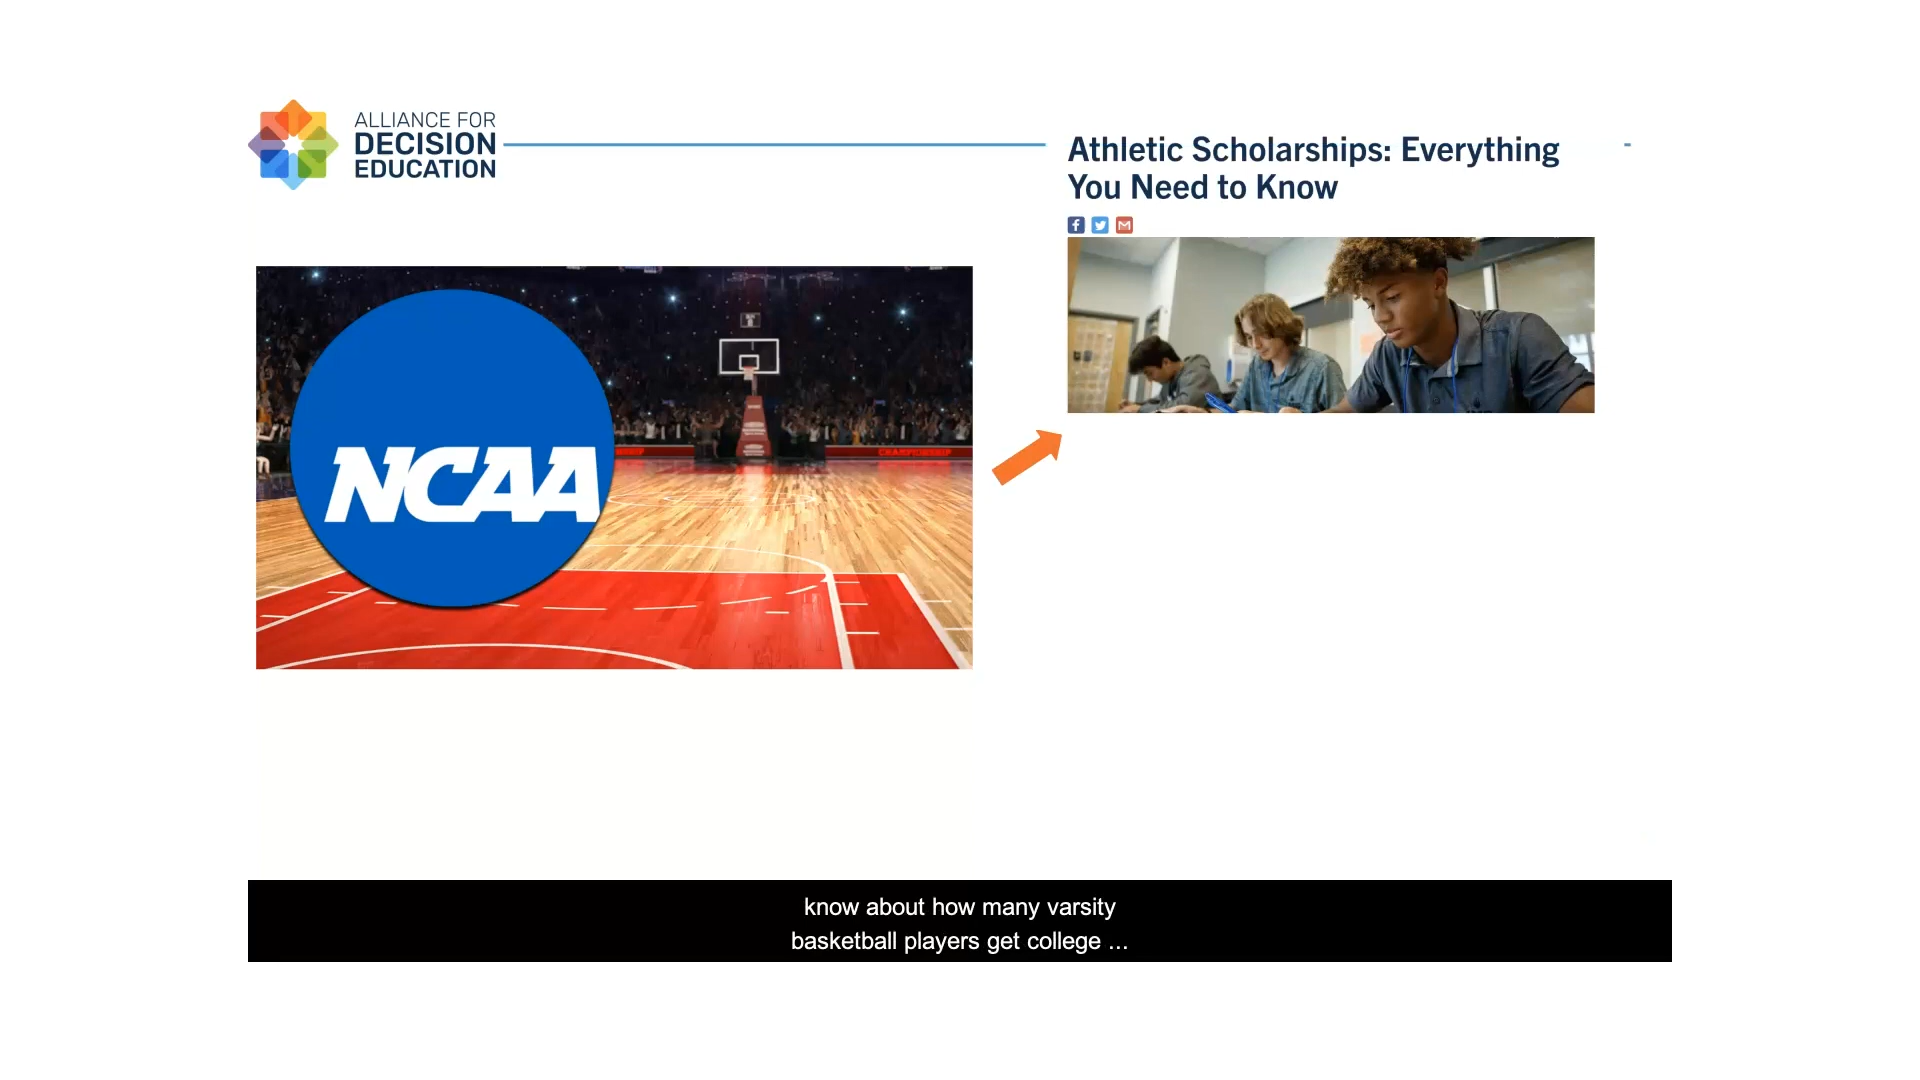 ALLIANCE FOR
DECISION
EDUCATION
Athletic Scholarships: Everything
You Need to Know
NCAA
CHAMPIONSHIP
know about how many varsity
basketball players get college ...